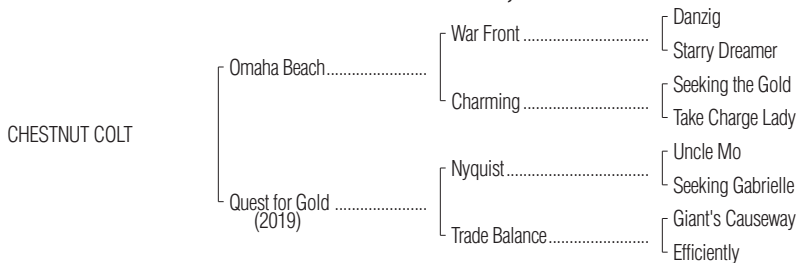 Danzig
War Front ............................
Starry Dreamer
Omaha Beach.......................
Seeking the Gold
Charming ............................
Take Charge Lady
CHESTNUT COLT
Uncle Mo
Nyquist................................
Seeking Gabrielle
Quest for Gold .....................
(2019)
Giant's Causeway
Trade Balance.......................
Efficiently